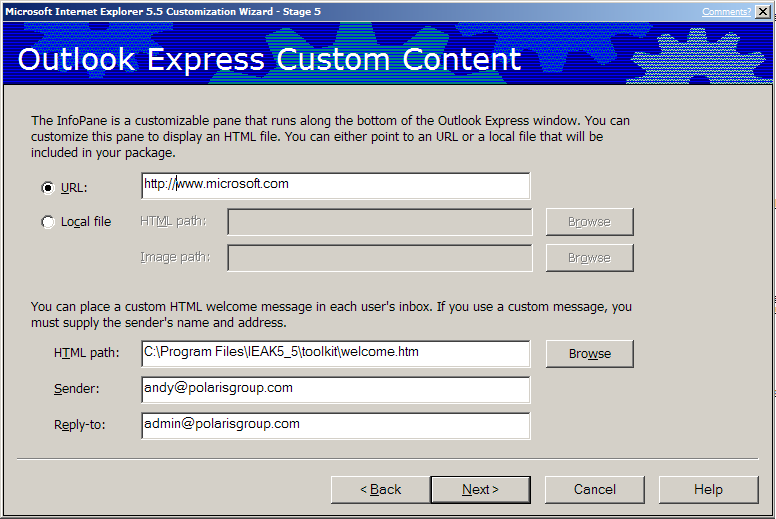 Microsoft Internet Explorer 5.5 Customization Wizard - Stage 5
Comments?
Outlook Express Custom Content
The InfoPane is a customizable pane that runs along the bottom of the Outlook Express window. You can
customize this pane to display an HTML file. You can either point to an URL or a local file that will be
included in your package.
URL: http://www.microsoft.com
Local file HTML path: Browse
Image path: Browse
You can place a custom HTML welcome message in each user's inbox. If you use a custom message, you
must supply the sender's name and address.
HTML path: C:\Program Files\IEAK5_5\toolkit\welcome.htm Browse
Sender: andy@polarisgroup.com
Reply-to: admin@polarisgroup.com
< Back Next > Cancel Help